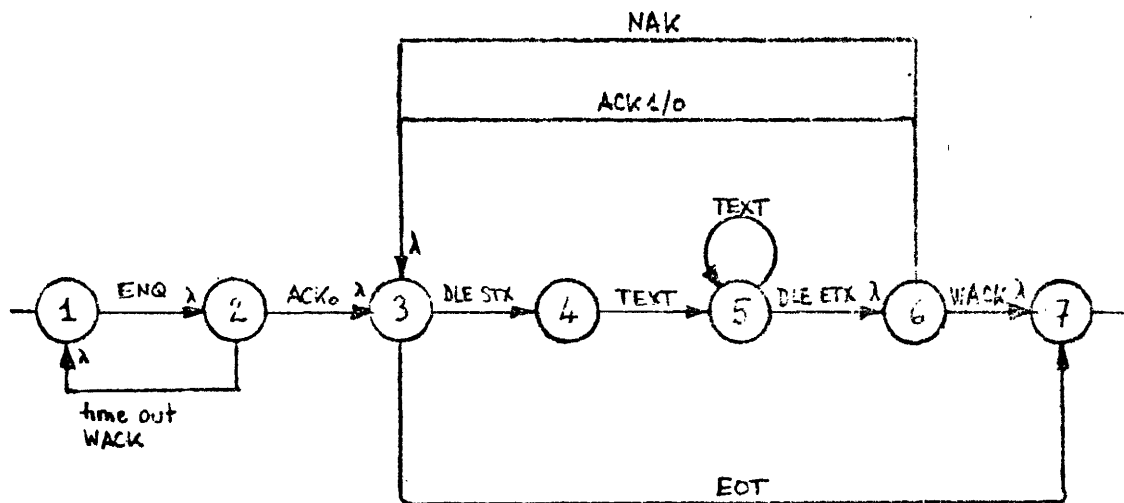 NAK
ACK 1/0
TEXT
λ
1 ENQ λ 2 ACK₀ λ 3 DLE STX 4 TEXT 5 DLE ETX λ 6 WACK λ 7
λ
time out
WACK
EOT